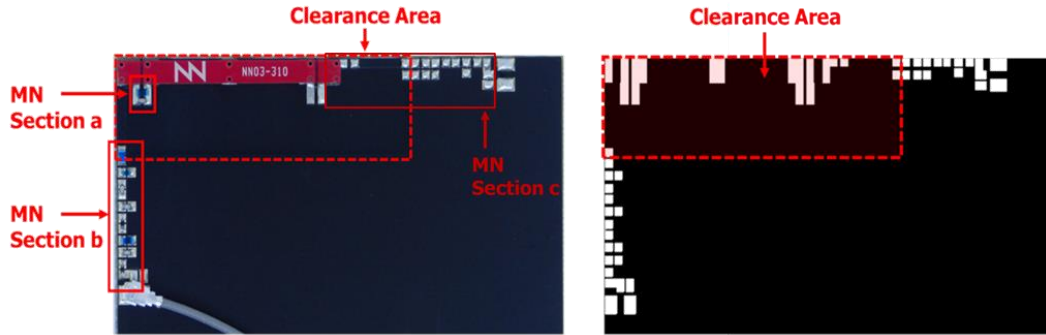 Clearance Area
Clearance Area
NN03-310
MN
Section a
MN
Section c
MN
Section b